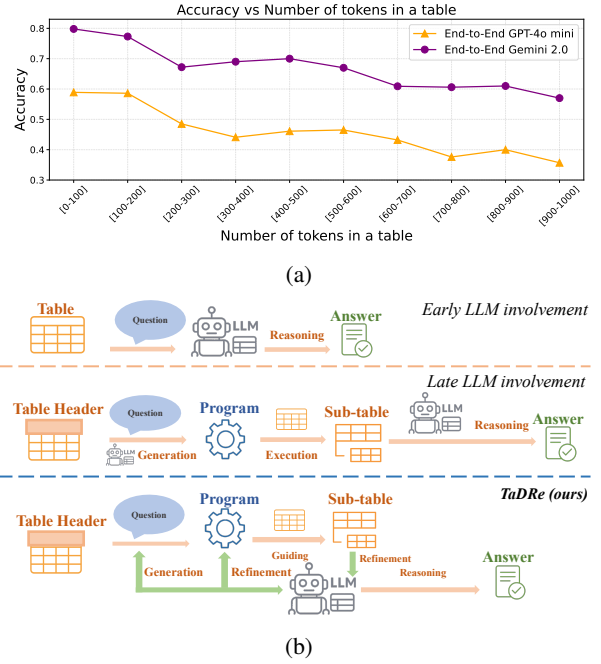 Accuracy vs Number of tokens in a table
End-to-End GPT-4o mini
End-to-End Gemini 2.0
Accuracy
0.8
0.7
0.6
0.5
0.4
0.3
[0-100]
[100-200]
[200-300]
[300-400]
[400-500]
[500-600]
[600-700]
[700-800]
[800-900]
[900-1000]
Number of tokens in a table
(a)
Early LLM involvement
Table
Question
LLM
Reasoning
Answer
Late LLM involvement
Table Header
Question
Generation
LLM
Program
Execution
Sub-table
LLM
Reasoning
Answer
TaDRe (ours)
Table Header
Question
Program
Guiding
Sub-table
Generation
Refinement
LLM
Refinement
Reasoning
Answer
(b)